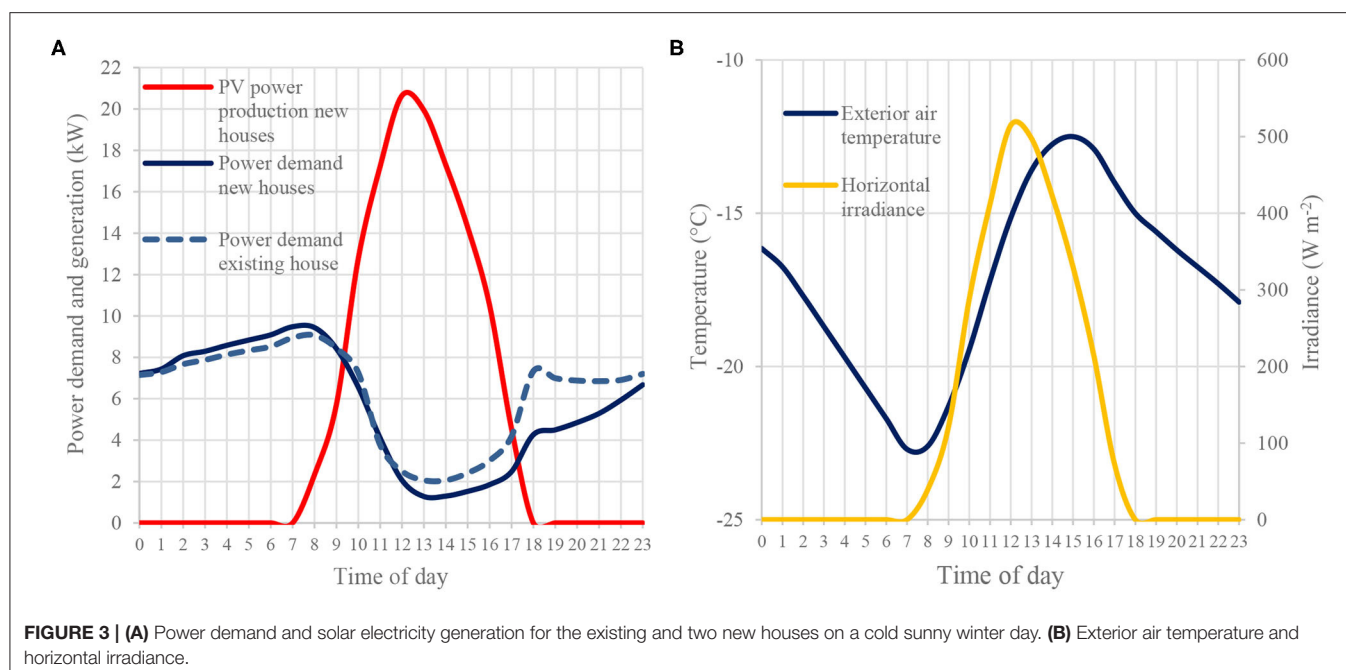 A
Power demand and generation (kW)
22
20
18
16
14
12
10
8
6
4
2
0
PV power
production new
houses
Power demand
new houses
Power demand
existing house
0 1 2 3 4 5 6 7 8 9 10 11 12 13 14 15 16 17 18 19 20 21 22 23
Time of day
B
Temperature (°C)
-10
-15
-20
-25
Exterior air
temperature
Horizontal
irradiance
600
500
400
300
200
100
0
Irradiance (W m-2)
0 1 2 3 4 5 6 7 8 9 10 11 12 13 14 15 16 17 18 19 20 21 22 23
Time of day
FIGURE 3 | (A) Power demand and solar electricity generation for the existing and two new houses on a cold sunny winter day. (B) Exterior air temperature and
horizontal irradiance.